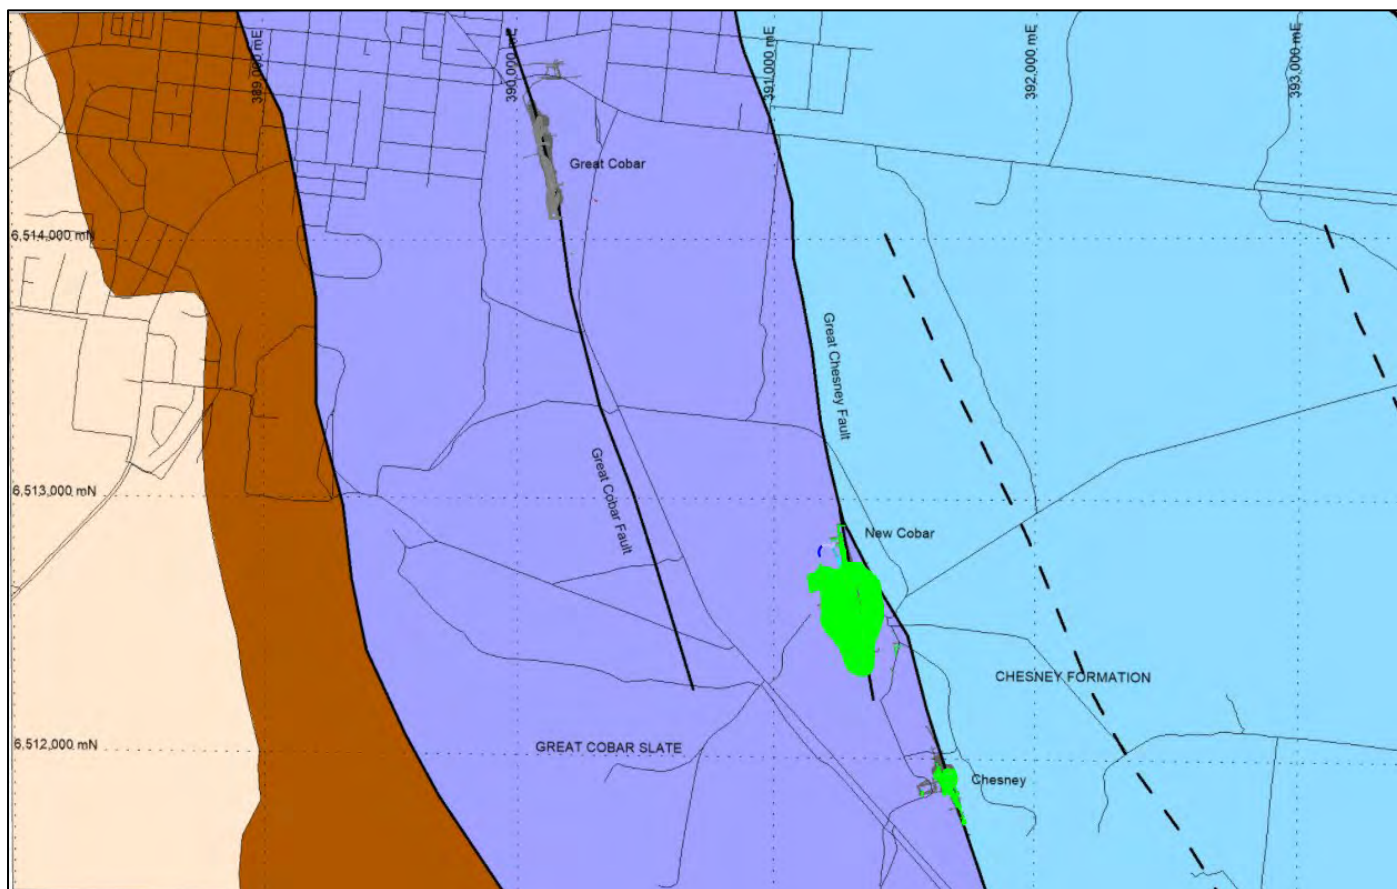 389,000 mE
390,000 mE
391,000 mE
392,000 mE
393,000 mE
Great Cobar
6,514,000 mN
Great Chesney Fault
Great Cobar Fault
6,513,000 mN
New Cobar
CHESNEY FORMATION
6,512,000 mN
GREAT COBAR SLATE
Chesney